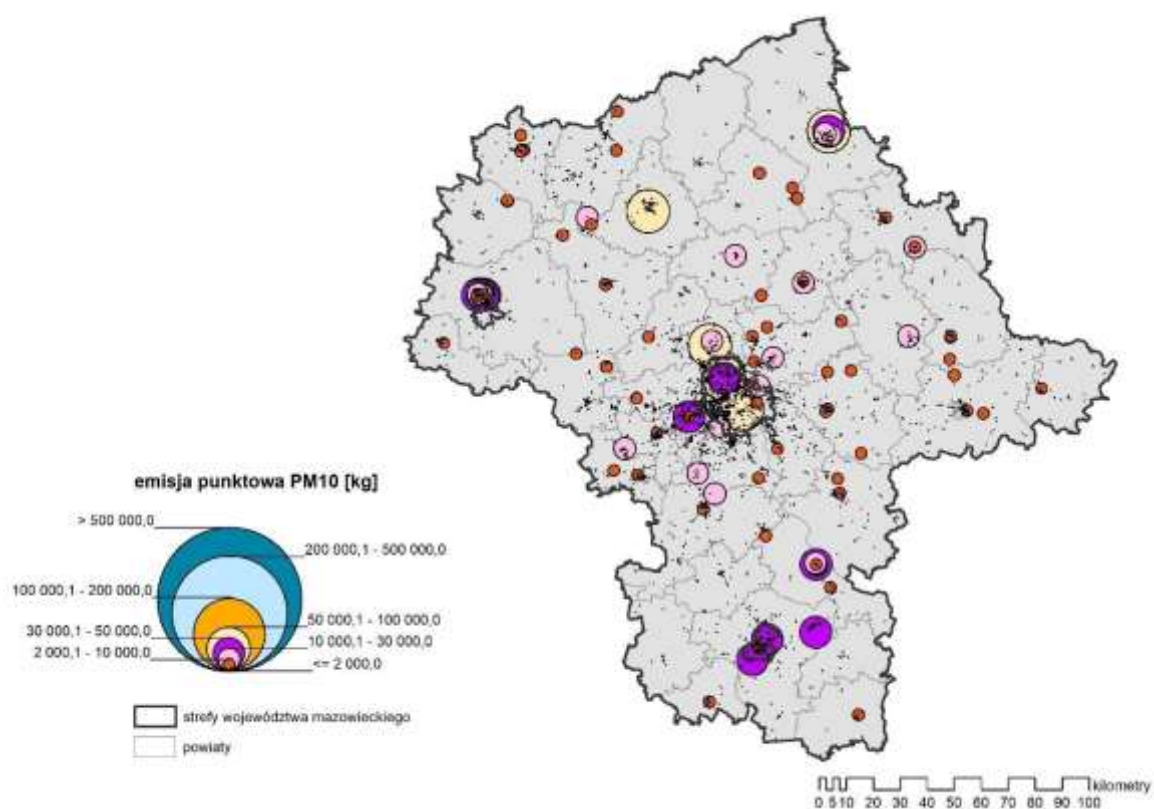 emisja punktowa PM10 [kg]
> 500 000,0
200 000,1 - 500 000,0
100 000,1 - 200 000,0
50 000,1 - 100 000,0
30 000,1 - 50 000,0
10 000,1 - 30 000,0
2 000,1 - 10 000,0
<= 2 000,0
strefy województwa mazowieckiego
powiaty
kilometry
0 5 10 20 30 40 50 60 70 80 90 100